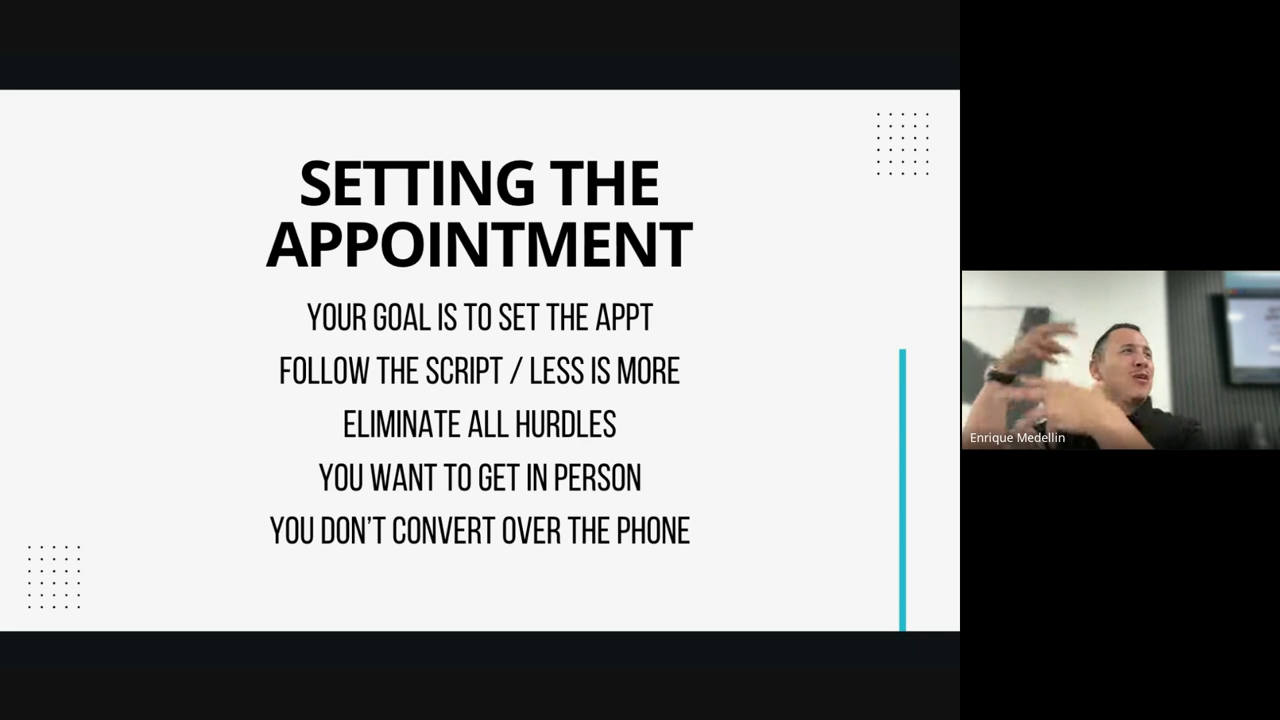 SETTING THE
APPOINTMENT
YOUR GOAL IS TO SET THE APPT
FOLLOW THE SCRIPT / LESS IS MORE
ELIMINATE ALL HURDLES
YOU WANT TO GET IN PERSON
YOU DON'T CONVERT OVER THE PHONE
Enrique Medellin